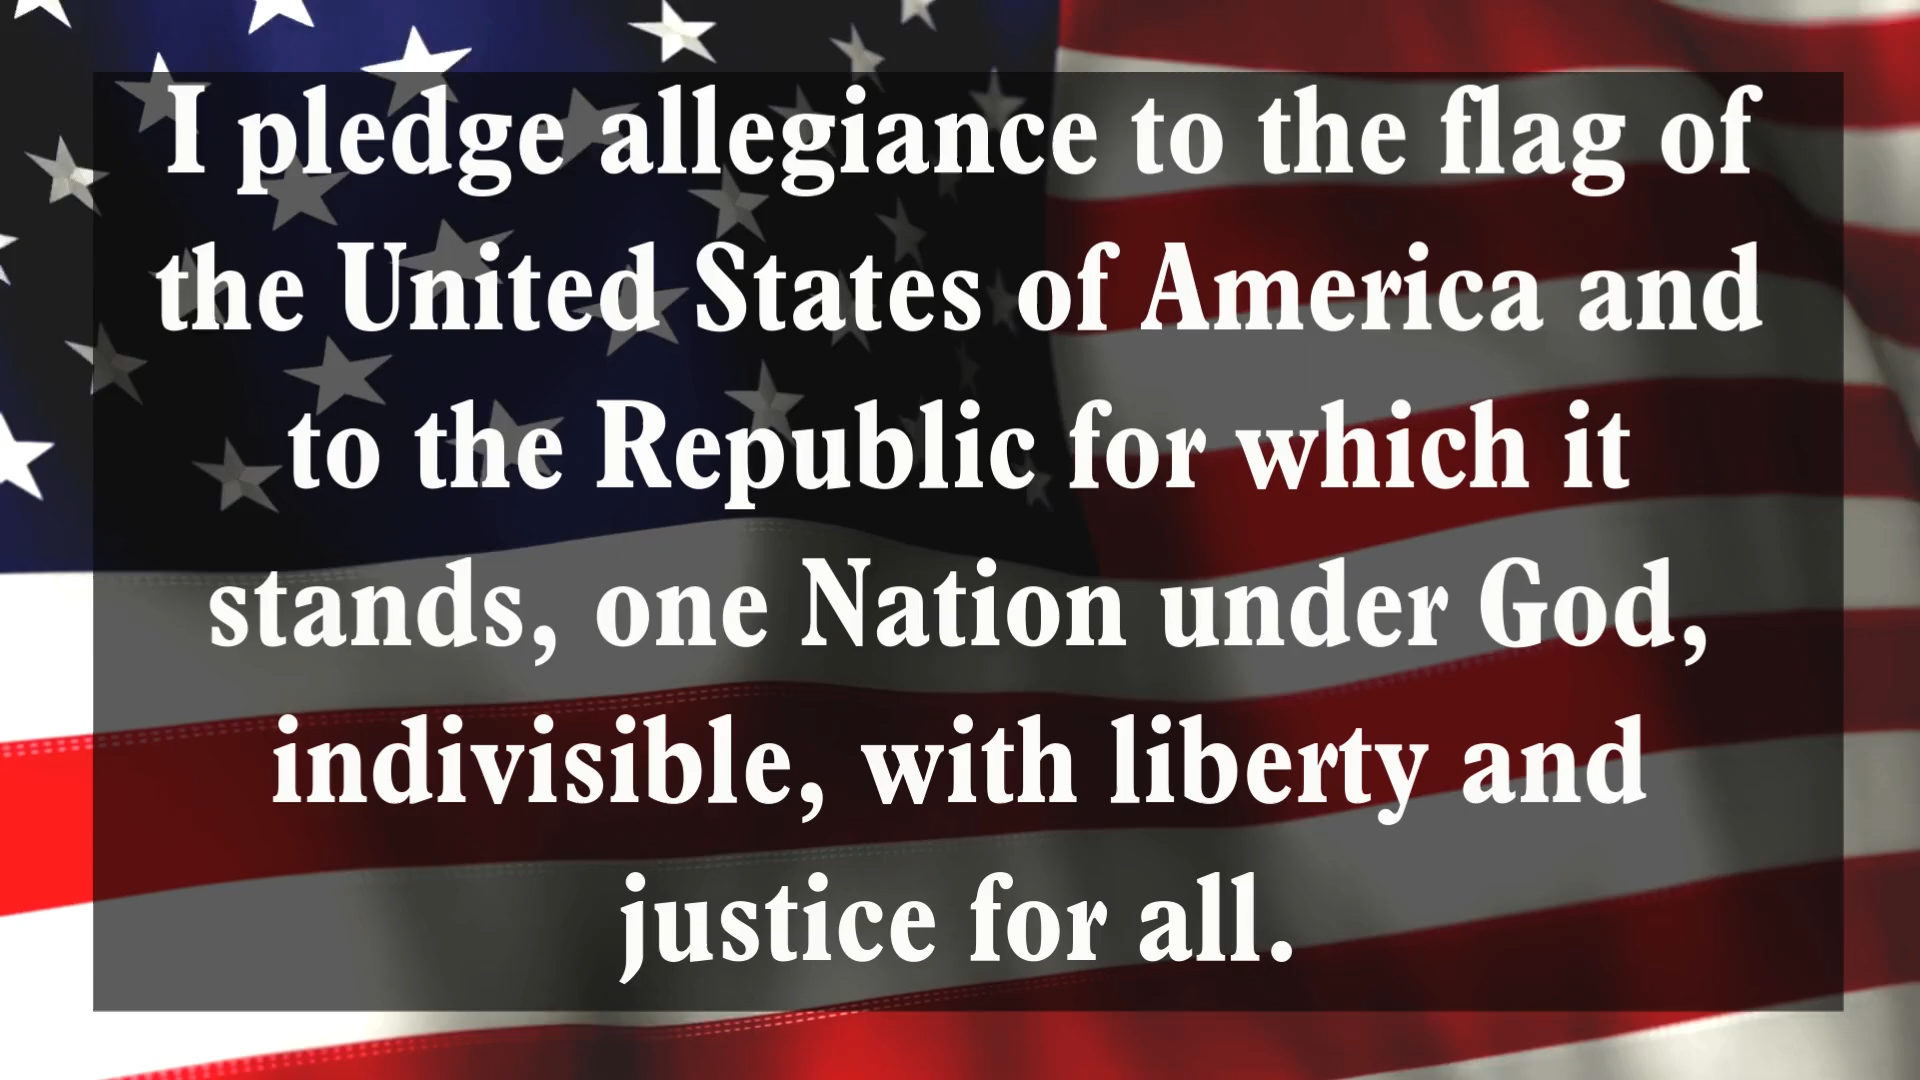 I pledge allegiance to the flag of
the United States of America and
to the Republic for which it
stands, one Nation under God,
indivisible, with liberty and
justice for all.